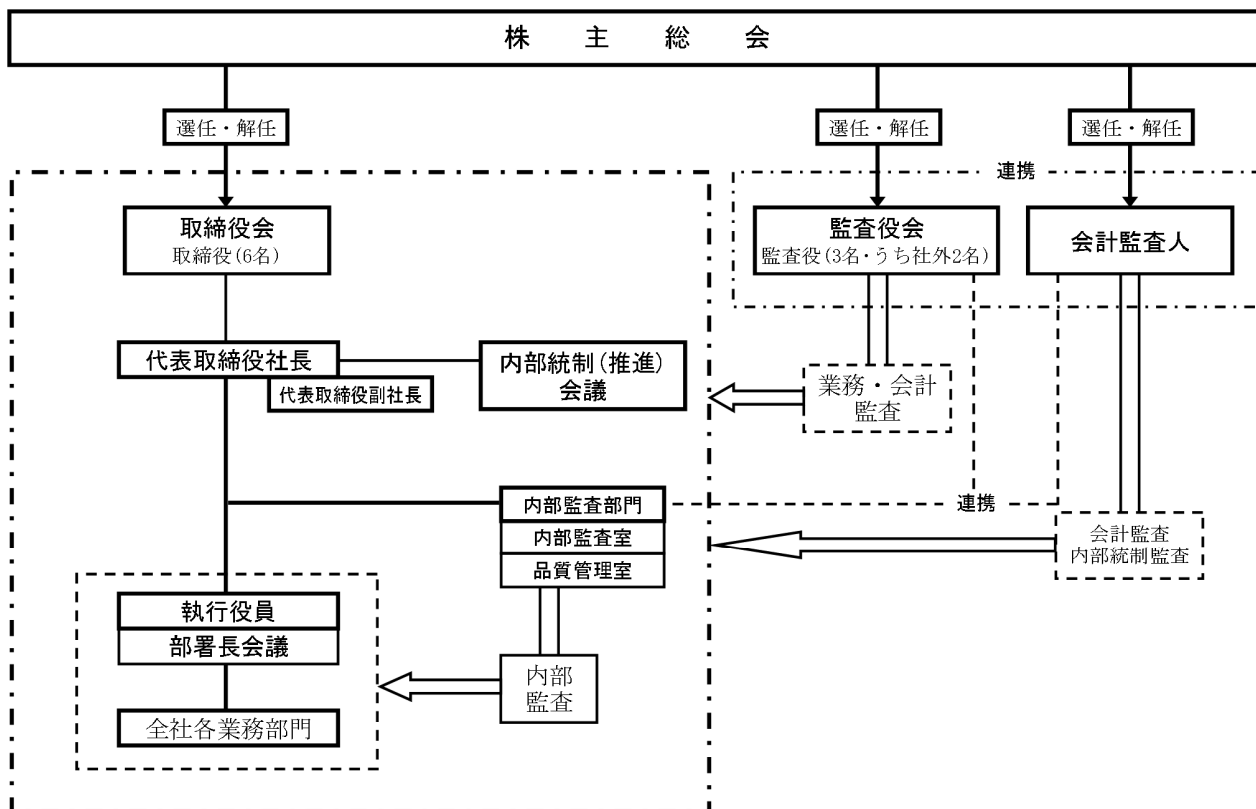 株主総会
選任・解任
選任・解任
選任・解任
連携
取締役会
取締役(6名)
監査役会
監査役(3名・うち社外2名)
会計監査人
代表取締役社長
代表取締役副社長
内部統制(推進)
会議
業務・会計
監査
内部監査部門
連携
内部監査室
品質管理室
会計監査
内部統制監査
執行役員
部署長会議
内部
監査
全社各業務部門